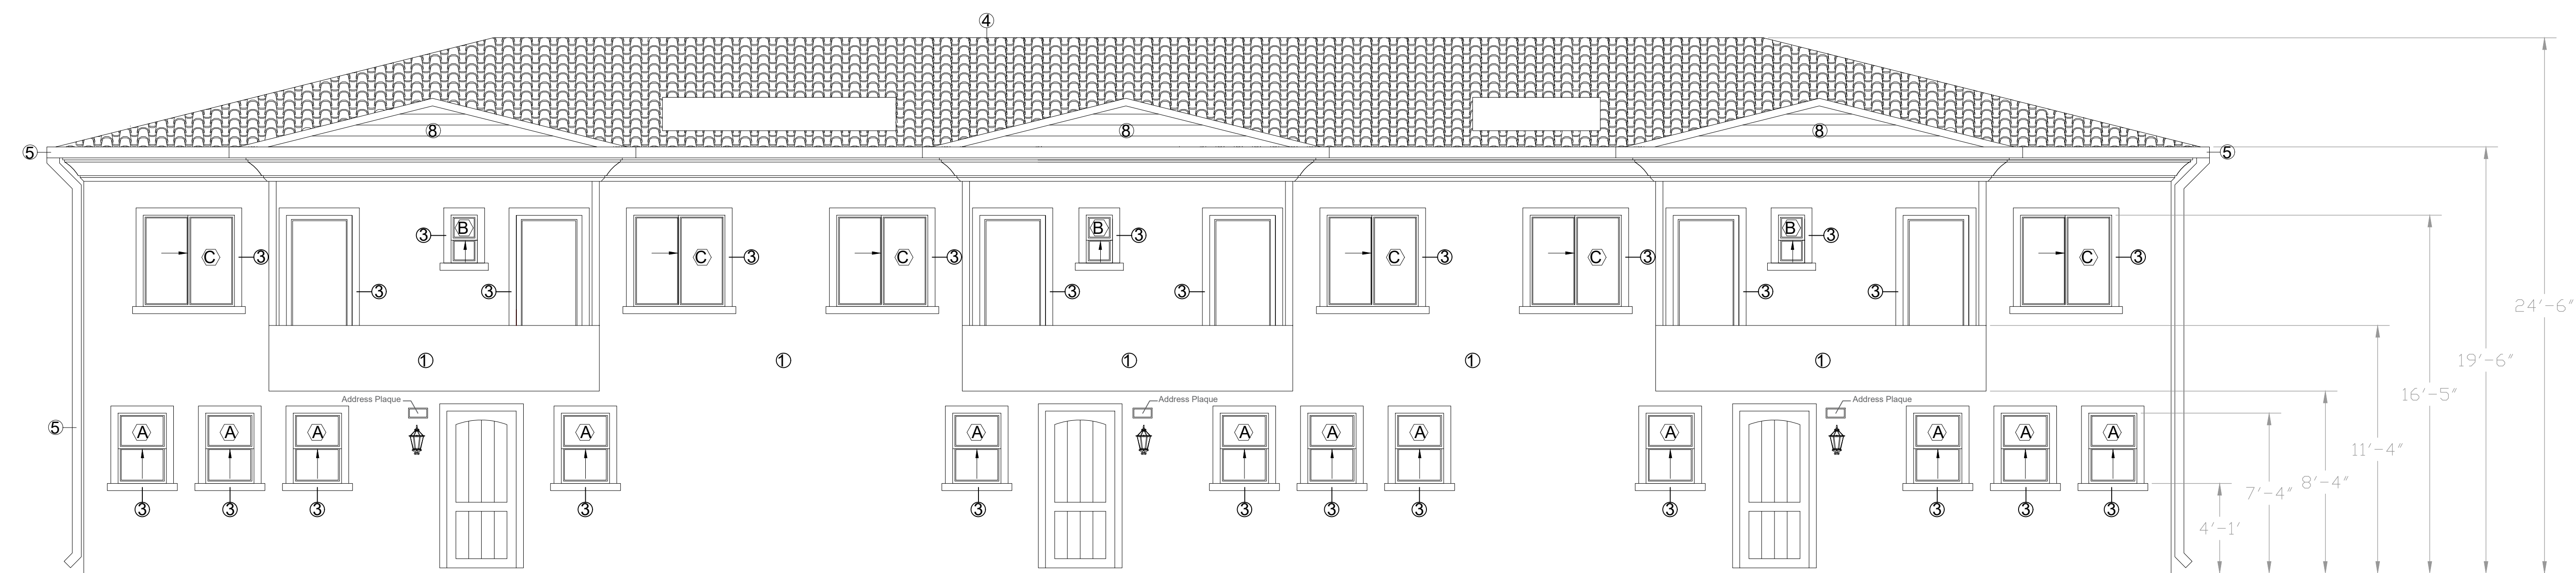 4
8 8 8
5 5
B B B
3 3 3
C 3 C 3 C 3 C 3 C 3 C 3
3 3 3 3 3 3
24'-6"
19'-6"
1 1 1 1 1
16'-5"
Address Plaque Address Plaque Address Plaque
11'-4"
5
A A A A A A A A A A A A
8'-4"
7'-4"
3 3 3 3 3 3 3 3 3 3 3 3
4'-1'